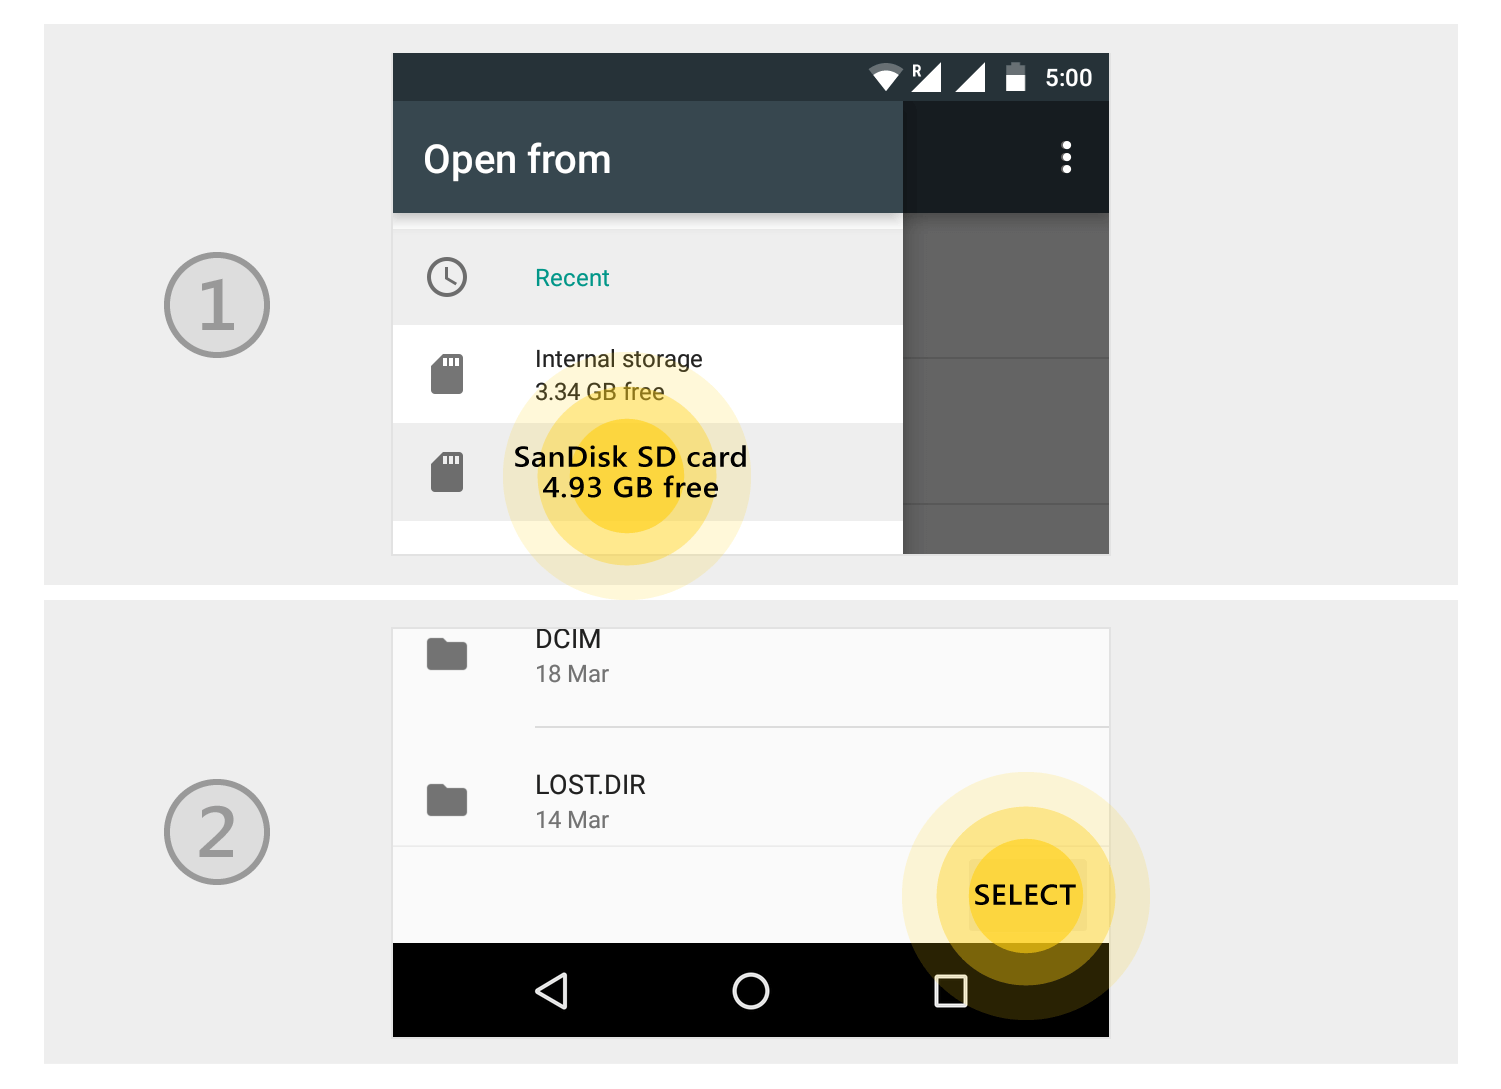 1
R
5:00
Open from
Recent
Internal storage
3.34 GB free
SanDisk SD card
4.93 GB free
2
DCIM
18 Mar
LOST.DIR
14 Mar
SELECT